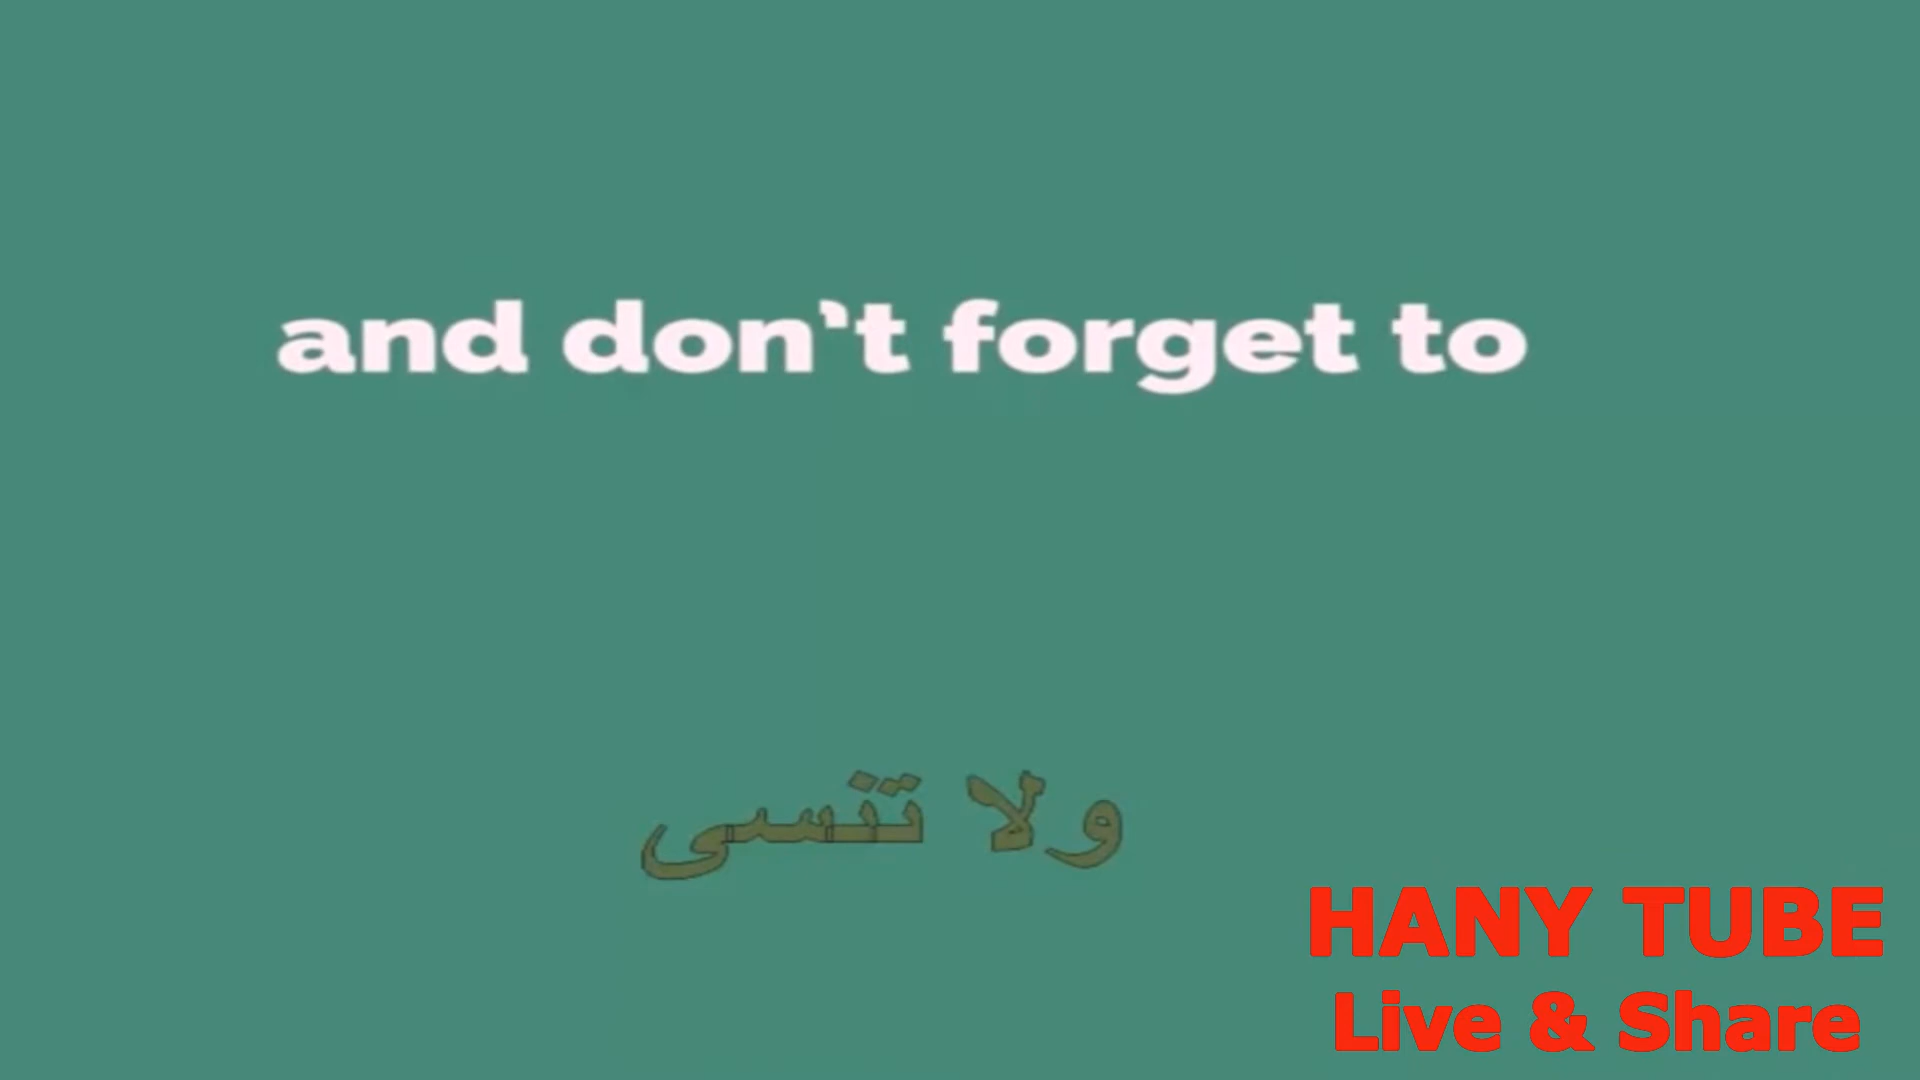 and don't forget to
ولا تنسى
HANY TUBE
Live & Share